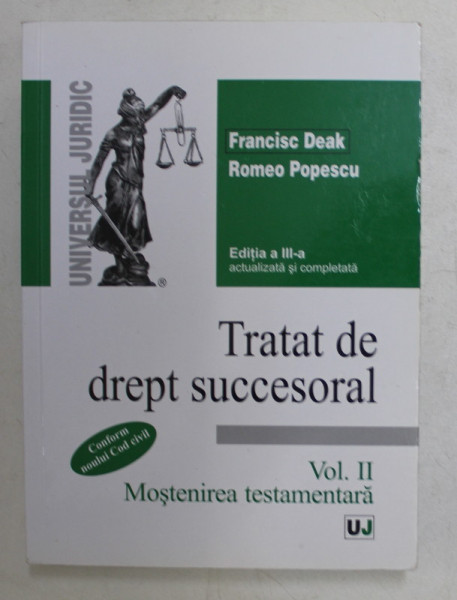 UNIVERSUL JURIDIC
®
Francisc Deak
Romeo Popescu
Ediția a III-a
actualizată și completată
Tratat de
drept succesoral
Conform
noului Cod civil
Vol. II
Moştenirea testamentară
UJ